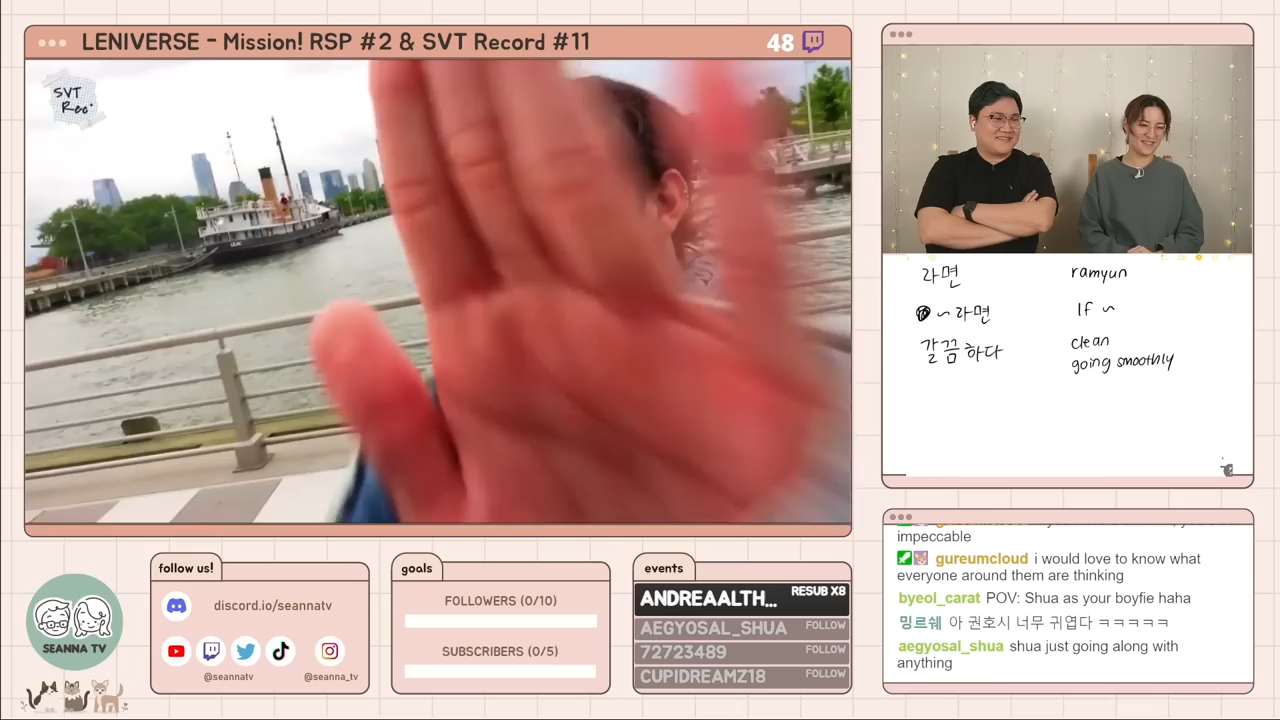 LENIVERSE - Mission! RSP #2 & SVT Record #11
48
SVT
Rec
LILAC
라면 ramyun
~라면 If ~
깔끔하다 clean
going smoothly
impeccable
gureumcloud i would love to know what
everyone around them are thinking
byeol_carat POV: Shua as your boyfie haha
밍르쉐 아 권호시 너무 귀엽다 ㅋㅋㅋㅋㅋ
aegyosal_shua shua just going along with
anything
SEANNA TV
follow us!
discord.io/seannatv
@seannatv
@seanna_tv
goals
FOLLOWERS (0/10)
SUBSCRIBERS (0/5)
events
ANDREAALTH... RESUB X8
AEGYOSAL_SHUA FOLLOW
72723489 FOLLOW
CUPIDREAMZ18 FOLLOW